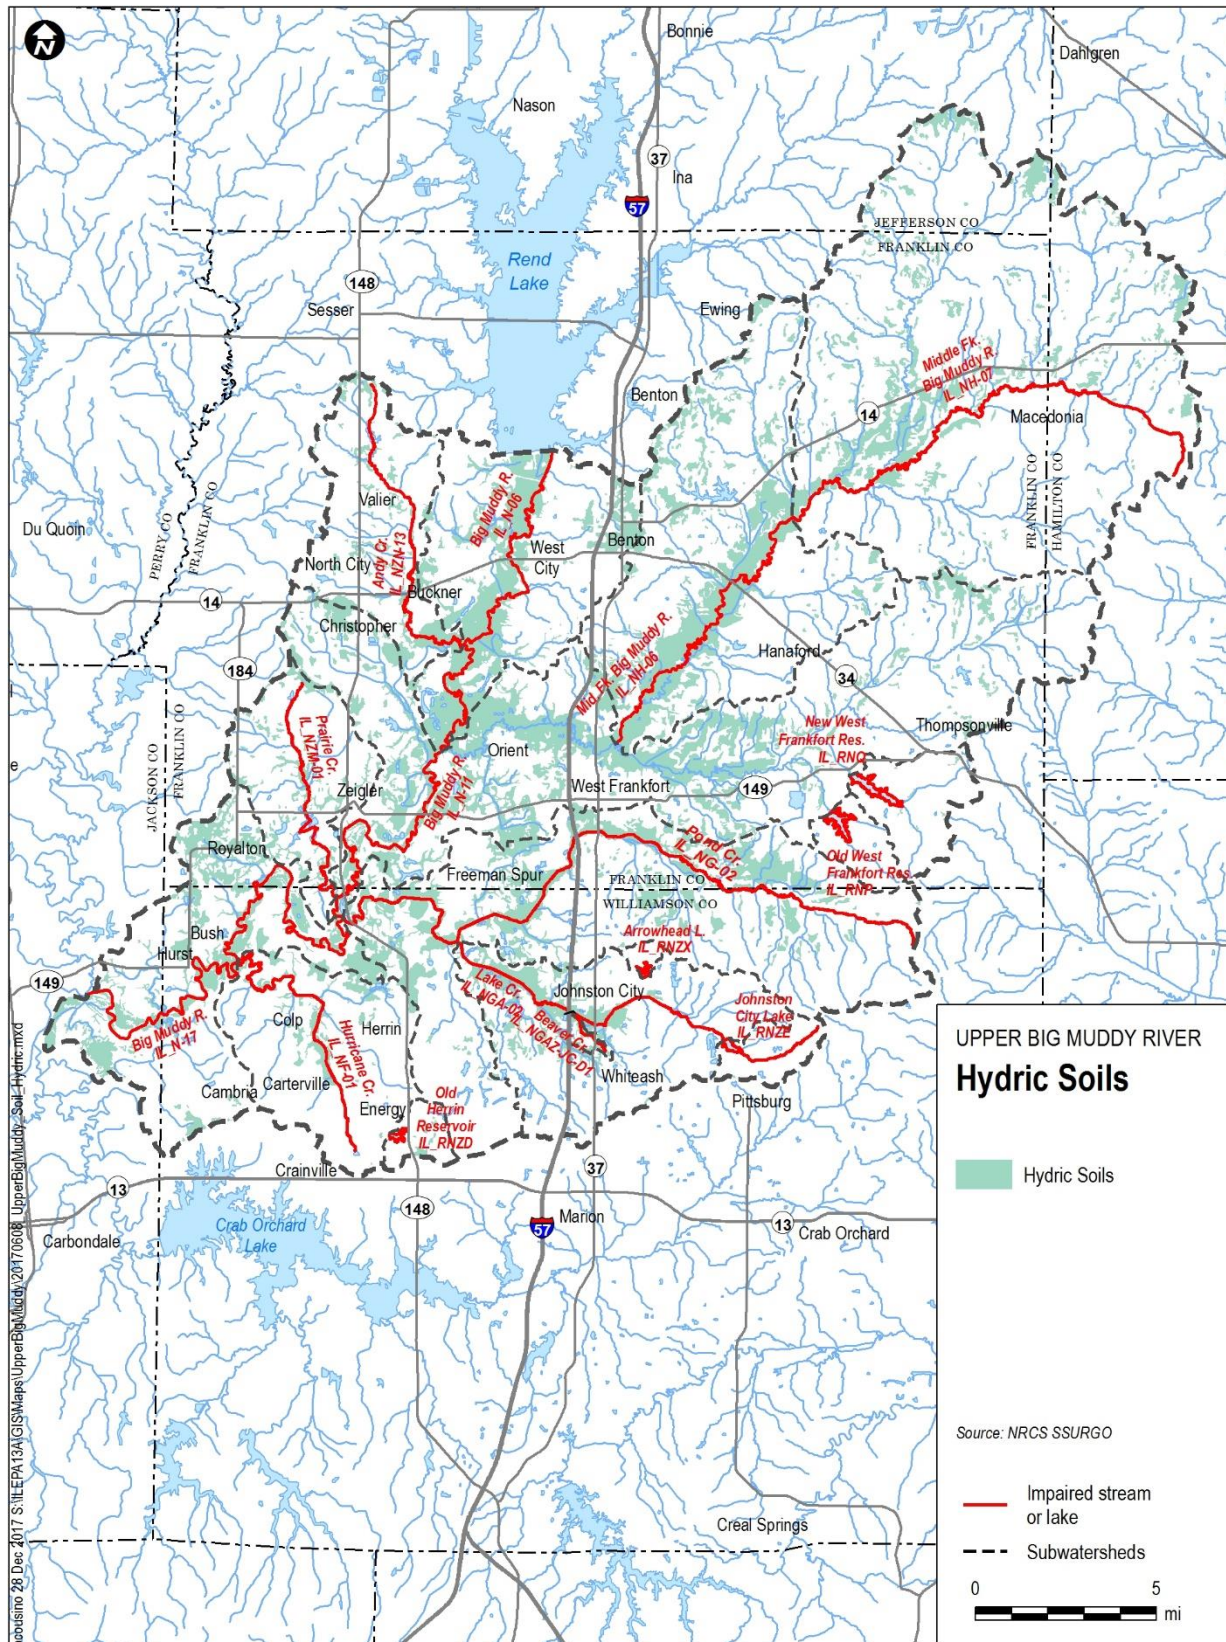 N
Bonnie
Dahlgren
Nason
37
Ina
57
JEFFERSON CO
FRANKLIN CO
Rend
Lake
148
Sesser
Ewing
Middle Fk.
Big Muddy R.
IL_NH-07
Benton
14
Macedonia
Big Muddy R.
IL_N-06
Valier
FRANKLIN CO
HAMILTON CO
Du Quoin
PERRY CO
FRANKLIN CO
Andy Cr.
IL_NZN-13
West
City
Benton
North City
Buckner
14
Christopher
Mid. Fk. Big Muddy R.
IL_NH-06
Hanaford
184
34
JACKSON CO
FRANKLIN CO
Prairie Cr.
IL_NZM-01
Orient
New West
Frankfort Res.
IL_RNQ
Thompsonville
Zeigler
Big Muddy R.
IL_N-11
West Frankfort
149
Royalton
Pond Cr.
IL_NG-02
Old West
Frankfort Res.
IL_RNP
Freeman Spur
FRANKLIN CO
WILLIAMSON CO
Bush
Hurst
149
Arrowhead L.
IL_RNZX
Lake Cr.
IL_NGA-02
Johnston City
Beaver Cr.
IL_NGAZ-JC-D1
Johnston
City Lake
IL_RNZE
Big Muddy R.
IL_N-17
Colp
Herrin
Hurricane Cr.
IL_NF-01
Whiteash
Cambria
Carterville
Energy
Old
Herrin
Reservoir
IL_RNZD
Pittsburg
Crainville
13
37
148
Marion
57
13
Crab Orchard
Carbondale
Crab Orchard
Lake
Creal Springs
UPPER BIG MUDDY RIVER
Hydric Soils
Hydric Soils
Source: NRCS SSURGO
Impaired stream
or lake
Subwatersheds
0 5
mi